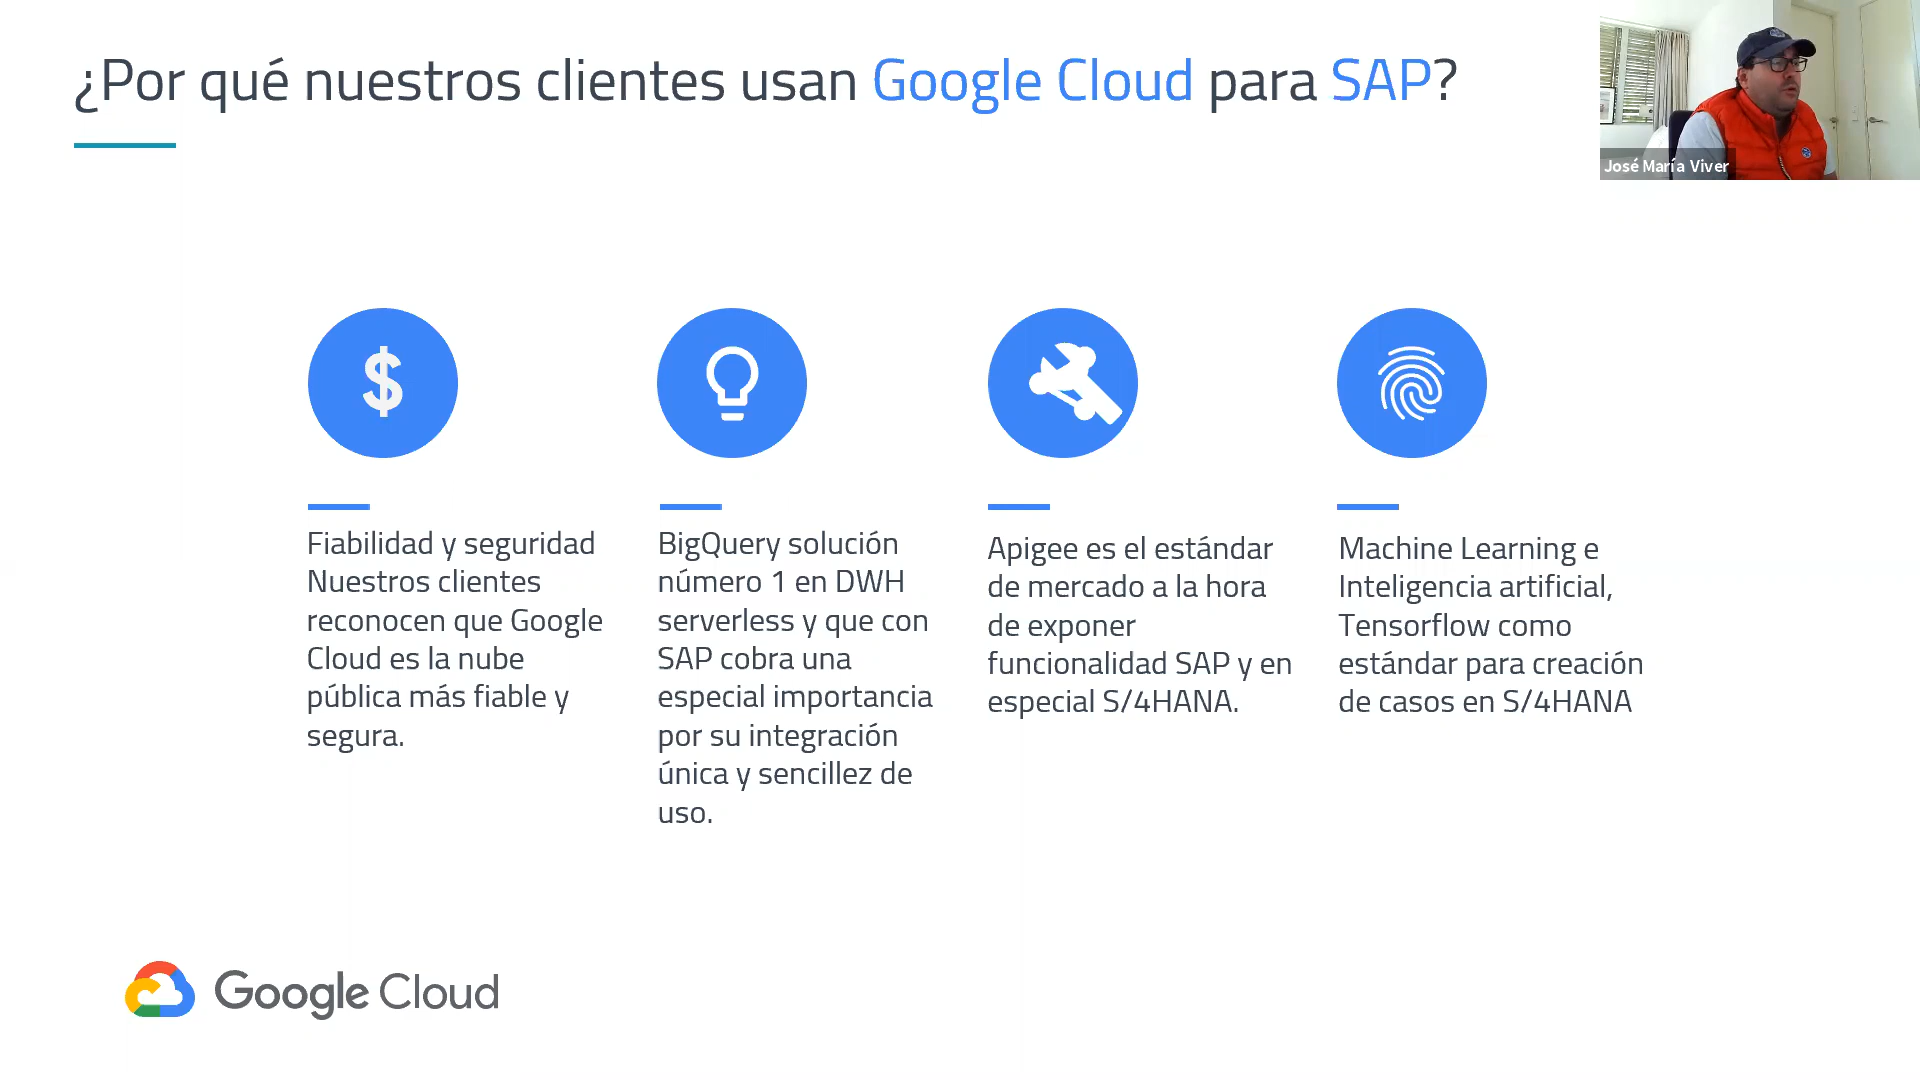 ¿Por qué nuestros clientes usan Google Cloud para SAP?
José María Viver
$
Fiabilidad y seguridad
Nuestros clientes
reconocen que Google
Cloud es la nube
pública más fiable y
segura.
BigQuery solución
número 1 en DWH
serverless y que con
SAP cobra una
especial importancia
por su integración
única y sencillez de
uso.
Apigee es el estándar
de mercado a la hora
de exponer
funcionalidad SAP y en
especial S/4HANA.
Machine Learning e
Inteligencia artificial,
Tensorflow como
estándar para creación
de casos en S/4HANA
Google Cloud